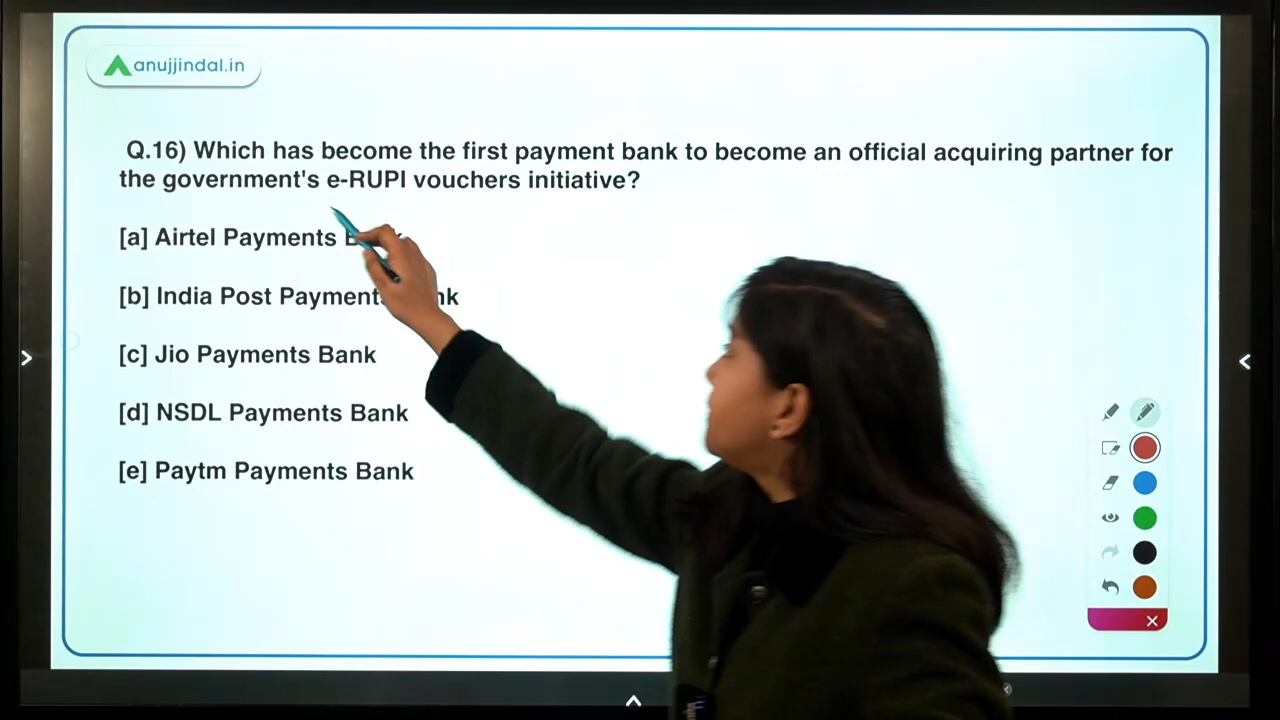 anujjindal.in
Q.16) Which has become the first payment bank to become an official acquiring partner for
the government's e-RUPI vouchers initiative?
[a] Airtel Payments
[b] India Post Payments
[c] Jio Payments Bank
[d] NSDL Payments Bank
[e] Paytm Payments Bank